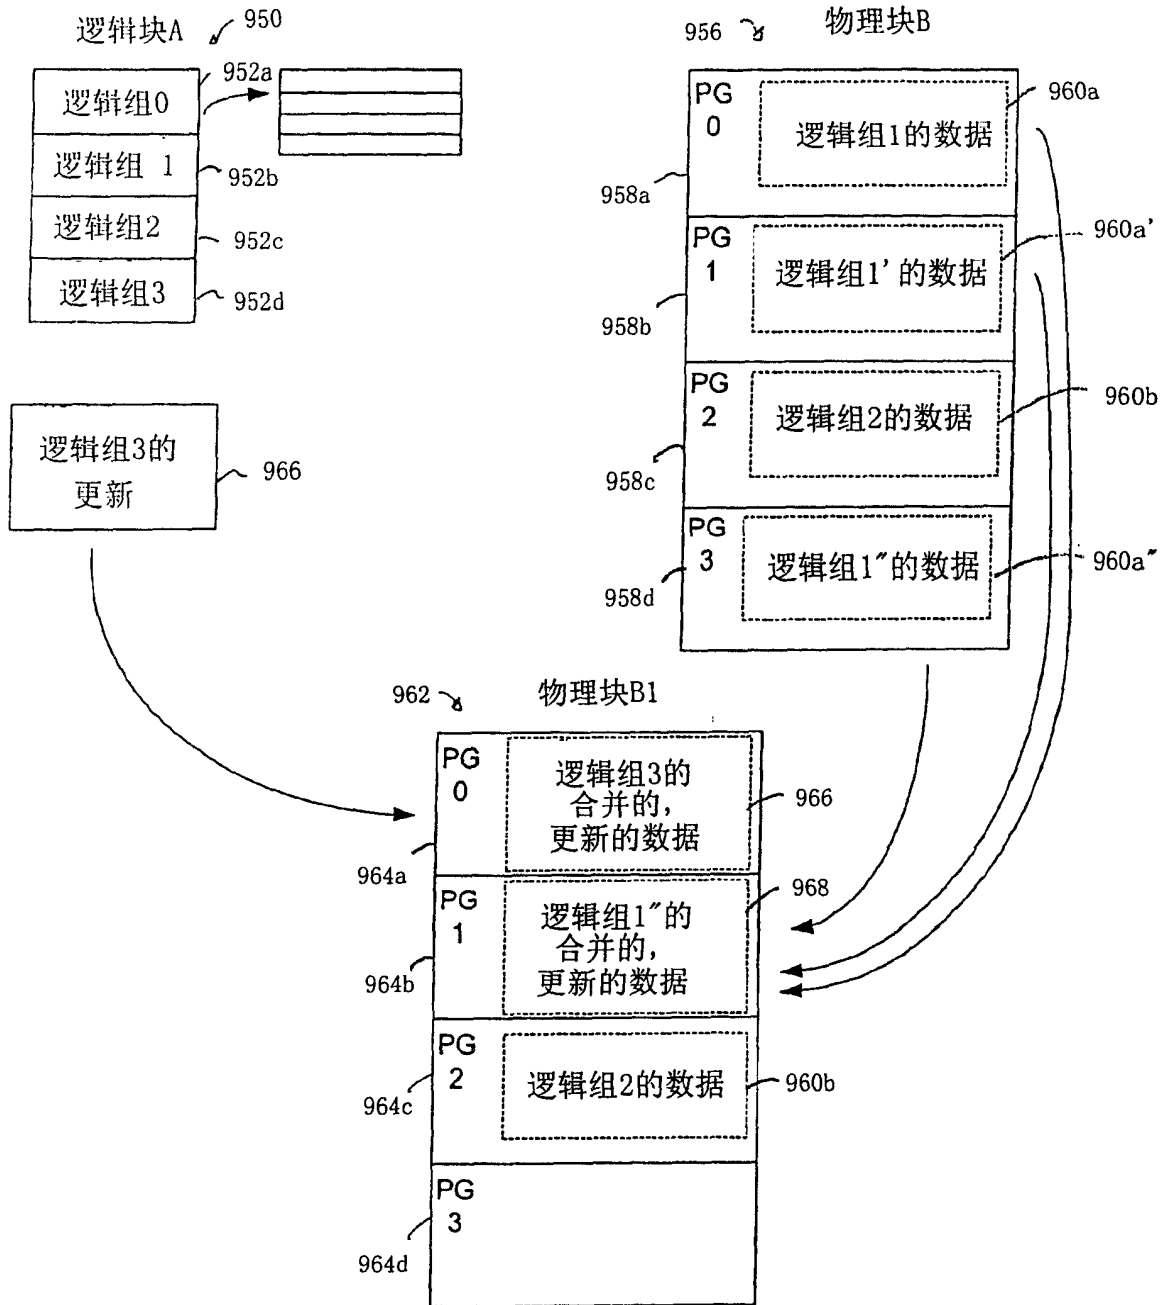 逻辑块A
950
952a
逻辑组0
逻辑组 1
952b
逻辑组2
952c
逻辑组3
952d
956
物理块B
PG
0
逻辑组1的数据
960a
958a
PG
1
逻辑组1'的数据
960a'
958b
PG
2
逻辑组2的数据
960b
958c
PG
3
逻辑组1"的数据
960a"
958d
逻辑组3的
更新
966
962
物理块B1
PG
0
逻辑组3的
合并的，
更新的数据
966
964a
PG
1
逻辑组1"的
合并的，
更新的数据
968
964b
PG
2
逻辑组2的数据
960b
964c
PG
3
964d